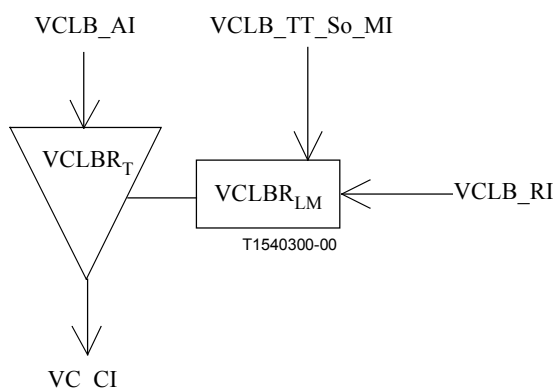 VCLB_AI
VCLB_TT_So_MI
VCLBR_T
VCLBR_LM
VCLB_RI
T1540300-00
VC_CI